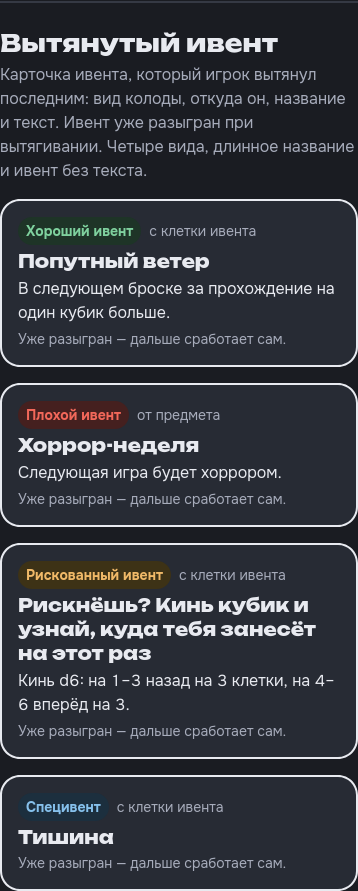 Вытянутый ивент
Карточка ивента, который игрок вытянул
последним: вид колоды, откуда он, название
и текст. Ивент уже разыгран при
вытягивании. Четыре вида, длинное название
и ивент без текста.
Хороший ивент с клетки ивента
Попутный ветер
В следующем броске за прохождение на
один кубик больше.
Уже разыгран — дальше сработает сам.
Плохой ивент от предмета
Хоррор-неделя
Следующая игра будет хоррором.
Уже разыгран — дальше сработает сам.
Рискованный ивент с клетки ивента
Рискнёшь? Кинь кубик и
узнай, куда тебя занесёт
на этот раз
Кинь d6: на 1–3 назад на 3 клетки, на 4–
6 вперёд на 3.
Уже разыгран — дальше сработает сам.
Специвент с клетки ивента
Тишина
Уже разыгран — дальше сработает сам.